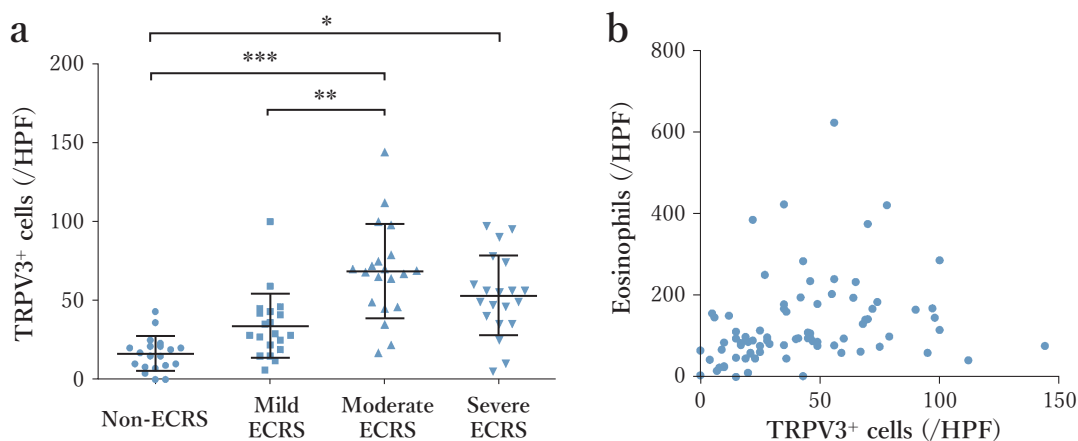 a
TRPV3⁺ cells (/HPF)
200
150
100
50
0
*
***
**
Non-ECRS
Mild
ECRS
Moderate
ECRS
Severe
ECRS
b
Eosinophils (/HPF)
800
600
400
200
0
0
50
100
150
TRPV3⁺ cells (/HPF)